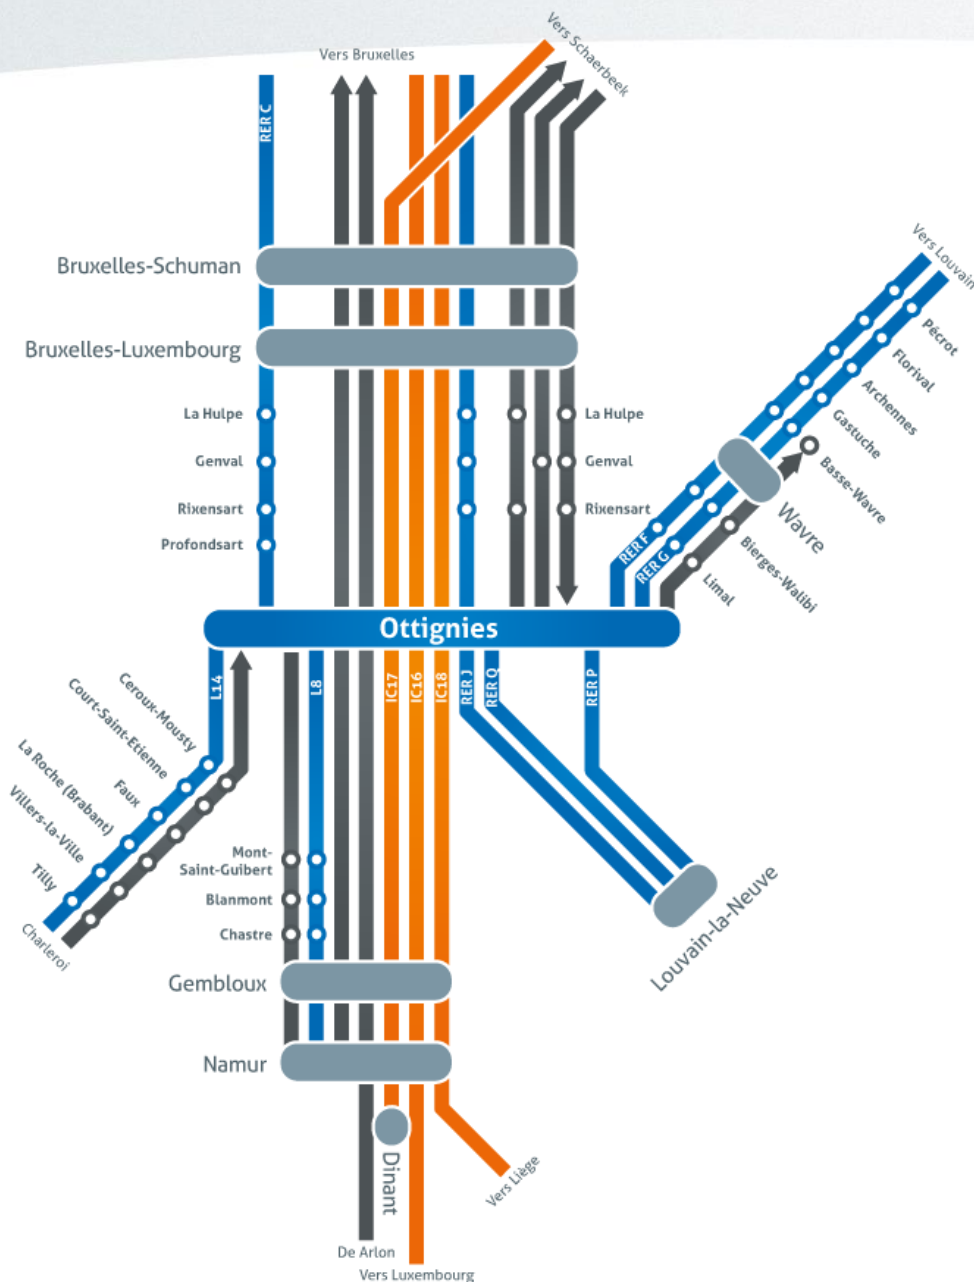 Vers Bruxelles
Vers Schaerbeek
RER C
Bruxelles-Schuman
Bruxelles-Luxembourg
Vers Louvain
La Hulpe
Genval
Rixensart
Profondsart
La Hulpe
Genval
Rixensart
Pécrot
Florival
Archennes
Gastuche
Basse-Wavre
Wavre
Bierges-Walibi
Limal
RER F
RER G
Ottignies
L14
L8
IC17
IC16
IC18
RER J
RER Q
RER P
Ceroux-Mousty
Court-Saint-Etienne
Faux
La Roche (Brabant)
Villers-la-Ville
Tilly
Charleroi
Mont-
Saint-Guibert
Blanmont
Chastre
Gembloux
Namur
Louvain-la-Neuve
Dinant
Vers Liège
De Arlon
Vers Luxembourg